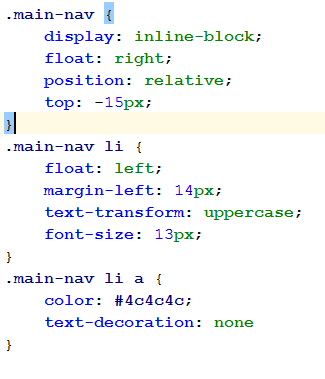 .main-nav {
    display: inline-block;
    float: right;
    position: relative;
    top: -15px;
}
.main-nav li {
    float: left;
    margin-left: 14px;
    text-transform: uppercase;
    font-size: 13px;
}
.main-nav li a {
    color: #4c4c4c;
    text-decoration: none
}